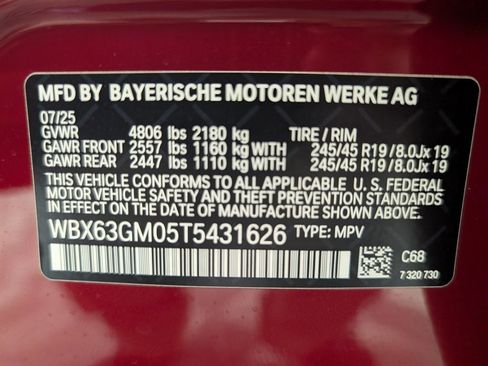 MFD BY BAYERISCHE MOTOREN WERKE AG
07/25
GVWR 4806 lbs 2180 kg TIRE / RIM
GAWR FRONT 2557 lbs 1160 kg WITH 245/45 R19 / 8.0Jx 19
GAWR REAR 2447 lbs 1110 kg WITH 245/45 R19 / 8.0Jx 19
THIS VEHICLE CONFORMS TO ALL APPLICABLE U. S. FEDERAL
MOTOR VEHICLE SAFETY, BUMPER, AND THEFT PREVENTION
STANDARDS IN EFFECT ON THE DATE OF MANUFACTURE SHOWN ABOVE.
WBX63GM05T5431626 TYPE: MPV
C68
7 320 730